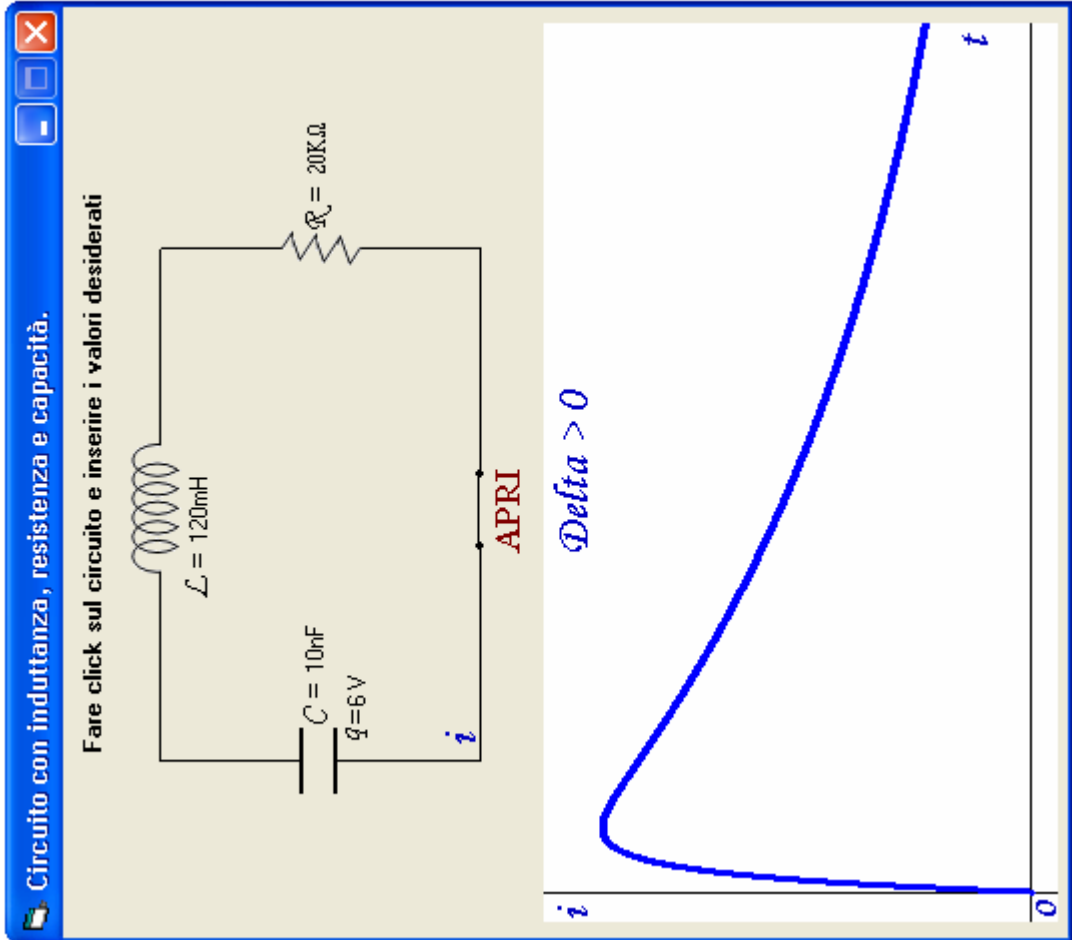 Circuito con induttanza, resistenza e capacità.
Fare click sul circuito e inserire i valori desiderati
L = 120mH
C = 10nF
q=6V
R = 20KΩ
i
APRI
i
Delta > 0
0
t